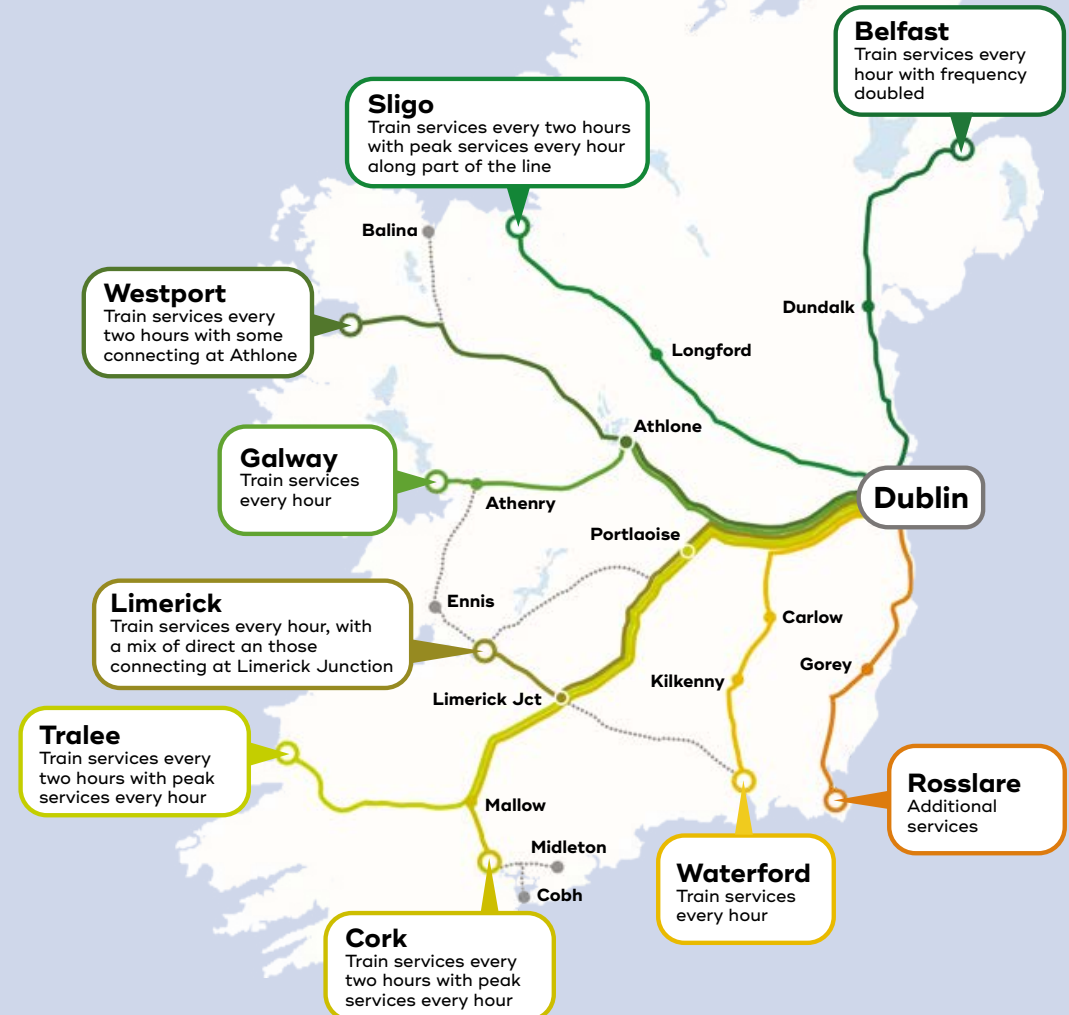 Belfast
Train services every
hour with frequency
doubled
Sligo
Train services every two hours
with peak services every hour
along part of the line
Balina
Westport
Train services every
two hours with some
connecting at Athlone
Dundalk
Longford
Athlone
Galway
Train services
every hour
Athenry
Dublin
Portlaoise
Limerick
Train services every hour, with
a mix of direct an those
connecting at Limerick Junction
Ennis
Carlow
Gorey
Kilkenny
Limerick Jct
Tralee
Train services every
two hours with peak
services every hour
Mallow
Rosslare
Additional
services
Midleton
Cobh
Waterford
Train services
every hour
Cork
Train services every
two hours with peak
services every hour